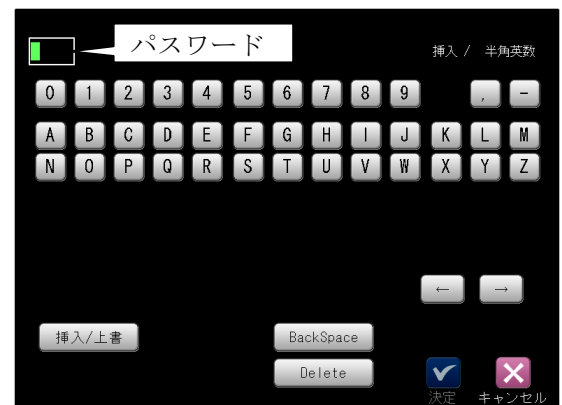 パスワード
挿入 / 半角英数
0 1 2 3 4 5 6 7 8 9 , -
A B C D E F G H I J K L M
N O P Q R S T U V W X Y Z
← →
挿入/上書 BackSpace
Delete
決定 キャンセル